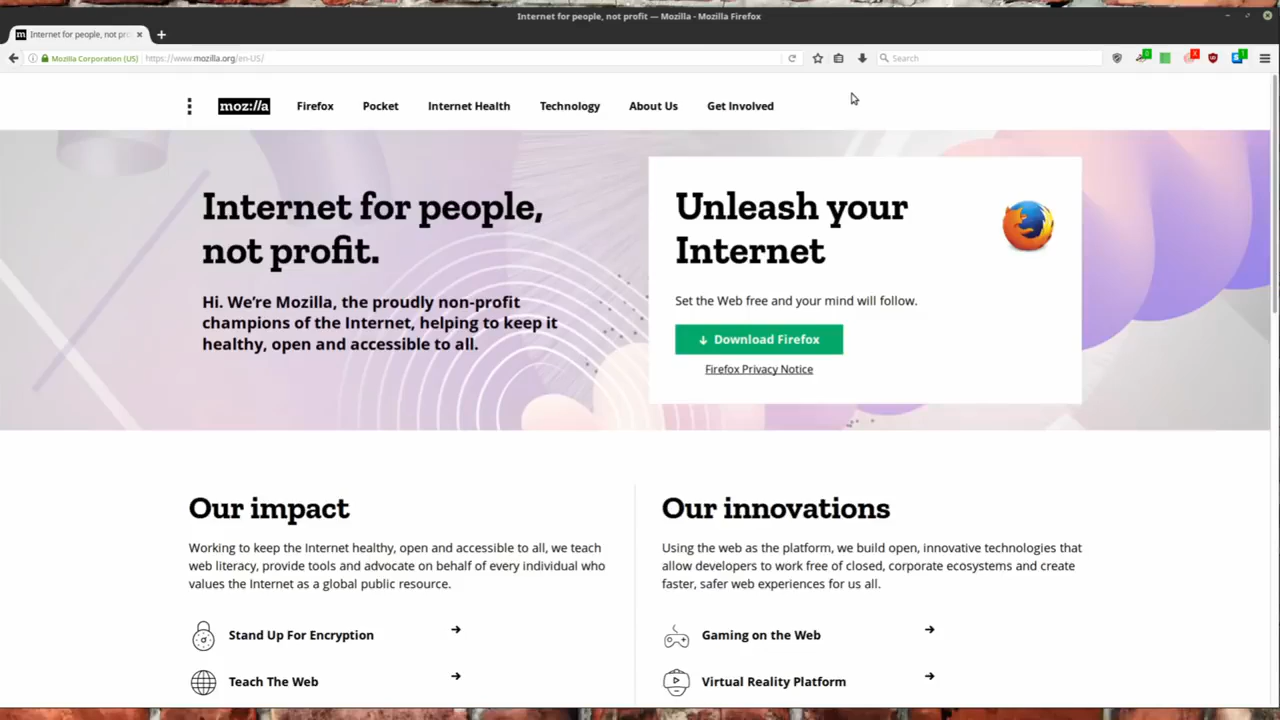 Internet for people, not profit — Mozilla - Mozilla Firefox
m Internet for people, not pr
Mozilla Corporation (US) https://www.mozilla.org/en-US/ Search
moz://a Firefox Pocket Internet Health Technology About Us Get Involved
Internet for people,
not profit.
Hi. We’re Mozilla, the proudly non-profit
champions of the Internet, helping to keep it
healthy, open and accessible to all.
Unleash your
Internet
Set the Web free and your mind will follow.
Download Firefox
Firefox Privacy Notice
Our impact
Working to keep the Internet healthy, open and accessible to all, we teach
web literacy, provide tools and advocate on behalf of every individual who
values the Internet as a global public resource.
Stand Up For Encryption
Teach The Web
Our innovations
Using the web as the platform, we build open, innovative technologies that
allow developers to work free of closed, corporate ecosystems and create
faster, safer web experiences for us all.
Gaming on the Web
Virtual Reality Platform